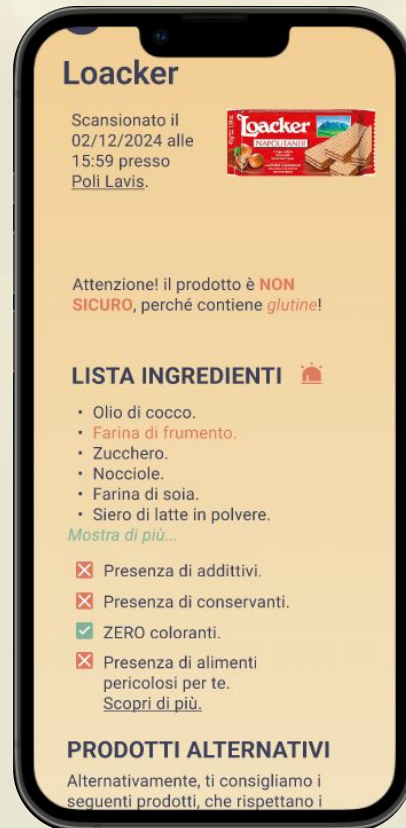 Loacker
Scansionato il
02/12/2024 alle
15:59 presso
Poli Lavis.
Loacker
NAPOLITANER
Attenzione! il prodotto è NON
SICURO, perché contiene glutine!
LISTA INGREDIENTI
• Olio di cocco.
• Farina di frumento.
• Zucchero.
• Nocciole.
• Farina di soia.
• Siero di latte in polvere.
Mostra di più...
Presenza di addittivi.
Presenza di conservanti.
ZERO coloranti.
Presenza di alimenti
pericolosi per te.
Scopri di più.
PRODOTTI ALTERNATIVI
Alternativamente, ti consigliamo i
seguenti prodotti, che rispettano i